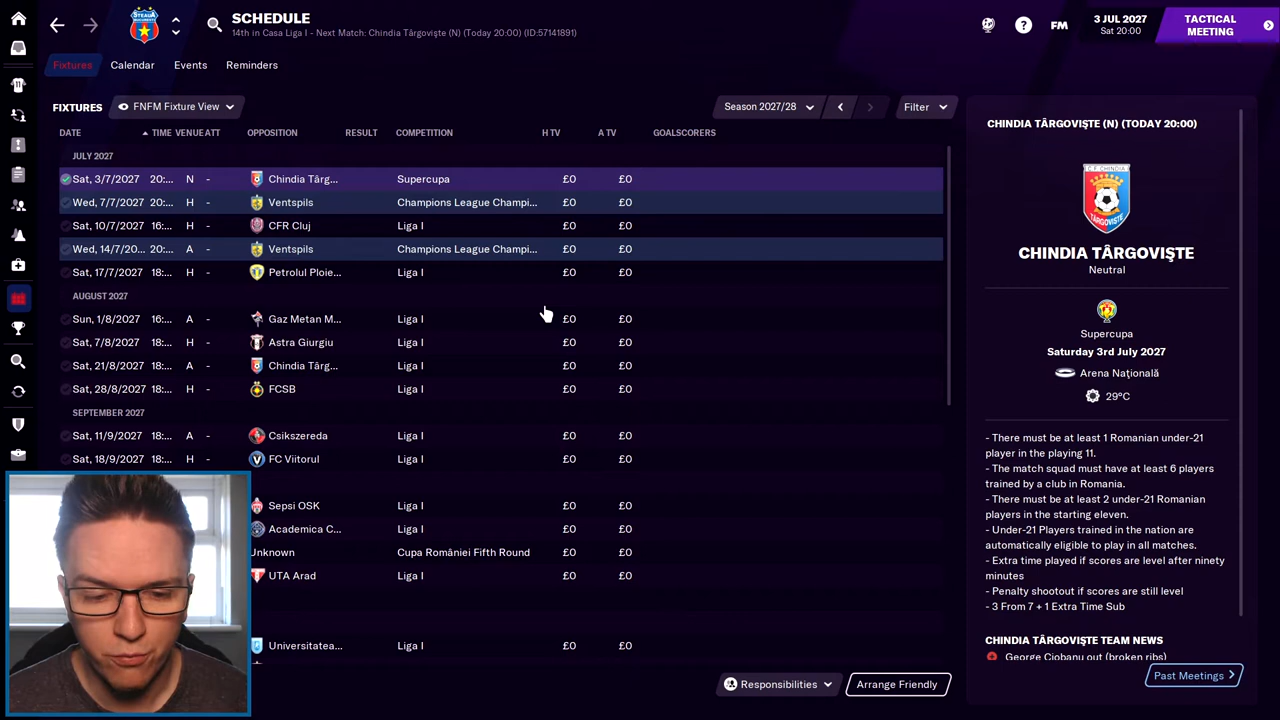 STEAUA
BUCUREȘTI
SCHEDULE
14th in Casa Liga I - Next Match: Chindia Târgovişte (N) (Today 20:00) (ID:57141891)
FM
3 JUL 2027
Sat 20:00
TACTICAL
MEETING
Fixtures
Calendar
Events
Reminders
FIXTURES
FNFM Fixture View
Season 2027/28
Filter
DATE TIME VENUE ATT OPPOSITION RESULT COMPETITION H TV A TV GOALSCORERS
JULY 2027
Sat, 3/7/2027 20:... N - Chindia Târg... Supercupa £0 £0
Wed, 7/7/2027 20:... H - Ventspils Champions League Champi... £0 £0
Sat, 10/7/2027 16:... H - CFR Cluj Liga I £0 £0
Wed, 14/7/20... 20:... A - Ventspils Champions League Champi... £0 £0
Sat, 17/7/2027 18:... H - Petrolul Ploie... Liga I £0 £0
AUGUST 2027
Sun, 1/8/2027 16:... A - Gaz Metan M... Liga I £0 £0
Sat, 7/8/2027 18:... H - Astra Giurgiu Liga I £0 £0
Sat, 21/8/2027 18:... A - Chindia Târg... Liga I £0 £0
Sat, 28/8/2027 18:... H - FCSB Liga I £0 £0
SEPTEMBER 2027
Sat, 11/9/2027 18:... A - Csikszereda Liga I £0 £0
Sat, 18/9/2027 18:... H - FC Viitorul Liga I £0 £0
Sepsi OSK Liga I £0 £0
Academica C... Liga I £0 £0
Unknown Cupa României Fifth Round £0 £0
UTA Arad Liga I £0 £0
Universitatea... Liga I £0 £0
Responsibilities
Arrange Friendly
CHINDIA TÂRGOVIŞTE (N) (TODAY 20:00)
CHINDIA TÂRGOVIŞTE
Neutral
Supercupa
Saturday 3rd July 2027
Arena Naţională
29°C
- There must be at least 1 Romanian under-21
player in the playing 11.
- The match squad must have at least 6 players
trained by a club in Romania.
- There must be at least 2 under-21 Romanian
players in the starting eleven.
- Under-21 Players trained in the nation are
automatically eligible to play in all matches.
- Extra time played if scores are level after ninety
minutes
- Penalty shootout if scores are still level
- 3 From 7 + 1 Extra Time Sub
CHINDIA TÂRGOVIŞTE TEAM NEWS
George Ciobanu out (broken ribs)
Past Meetings